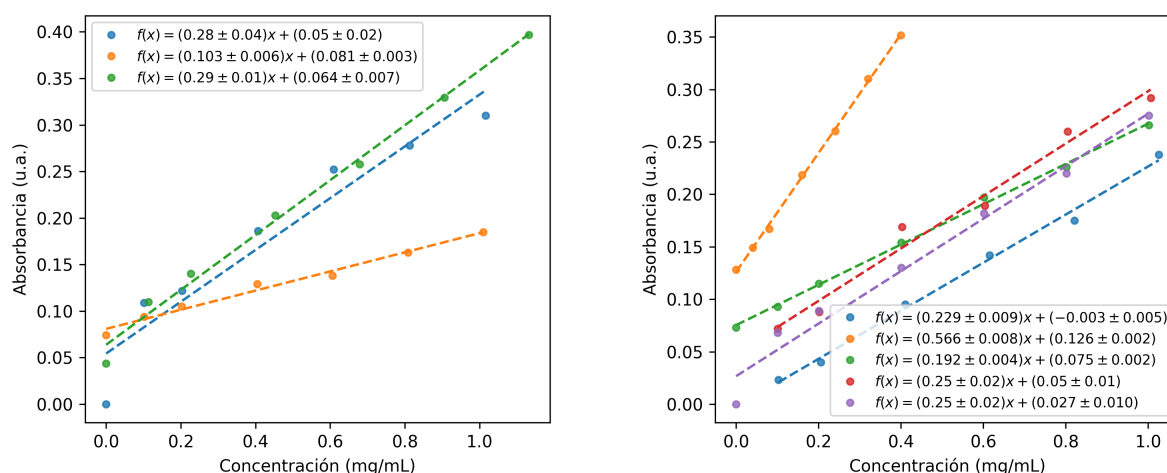 0.40
0.35
0.30
0.25
0.20
0.15
0.10
0.05
0.00
Absorbancia (u.a.)
f(x) = (0.28 ± 0.04)x + (0.05 ± 0.02)
f(x) = (0.103 ± 0.006)x + (0.081 ± 0.003)
f(x) = (0.29 ± 0.01)x + (0.064 ± 0.007)
0.0 0.2 0.4 0.6 0.8 1.0
Concentración (mg/mL)
0.35
0.30
0.25
0.20
0.15
0.10
0.05
0.00
Absorbancia (u.a.)
f(x) = (0.229 ± 0.009)x + (−0.003 ± 0.005)
f(x) = (0.566 ± 0.008)x + (0.126 ± 0.002)
f(x) = (0.192 ± 0.004)x + (0.075 ± 0.002)
f(x) = (0.25 ± 0.02)x + (0.05 ± 0.01)
f(x) = (0.25 ± 0.02)x + (0.027 ± 0.010)
0.0 0.2 0.4 0.6 0.8 1.0
Concentración (mg/mL)